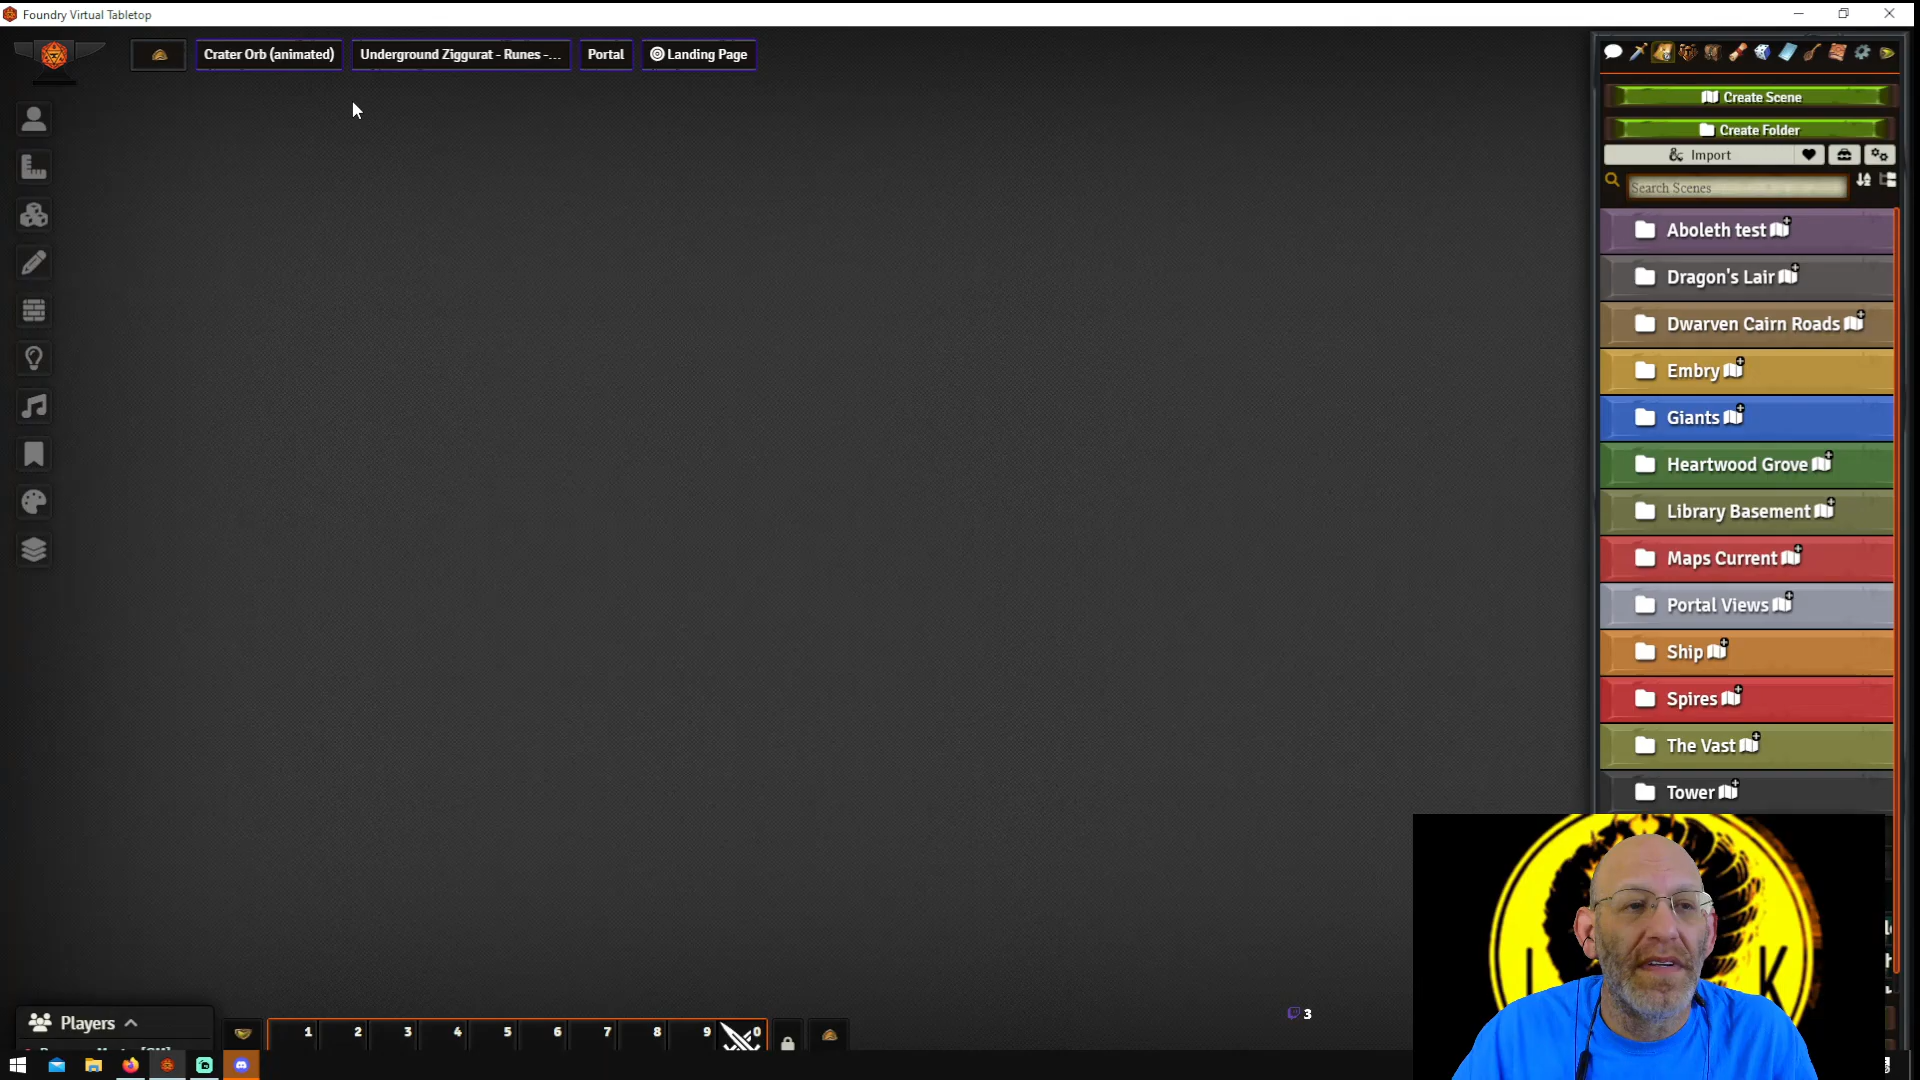 Foundry Virtual Tabletop
Crater Orb (animated)
Underground Ziggurat - Runes -...
Portal
Landing Page
Create Scene
Create Folder
Import
Search Scenes
Aboleth test
Dragon's Lair
Dwarven Cairn Roads
Embry
Giants
Heartwood Grove
Library Basement
Maps Current
Portal Views
Ship
Spires
The Vast
Tower
K
3
Players
1 2 3 4 5 6 7 8 9 0